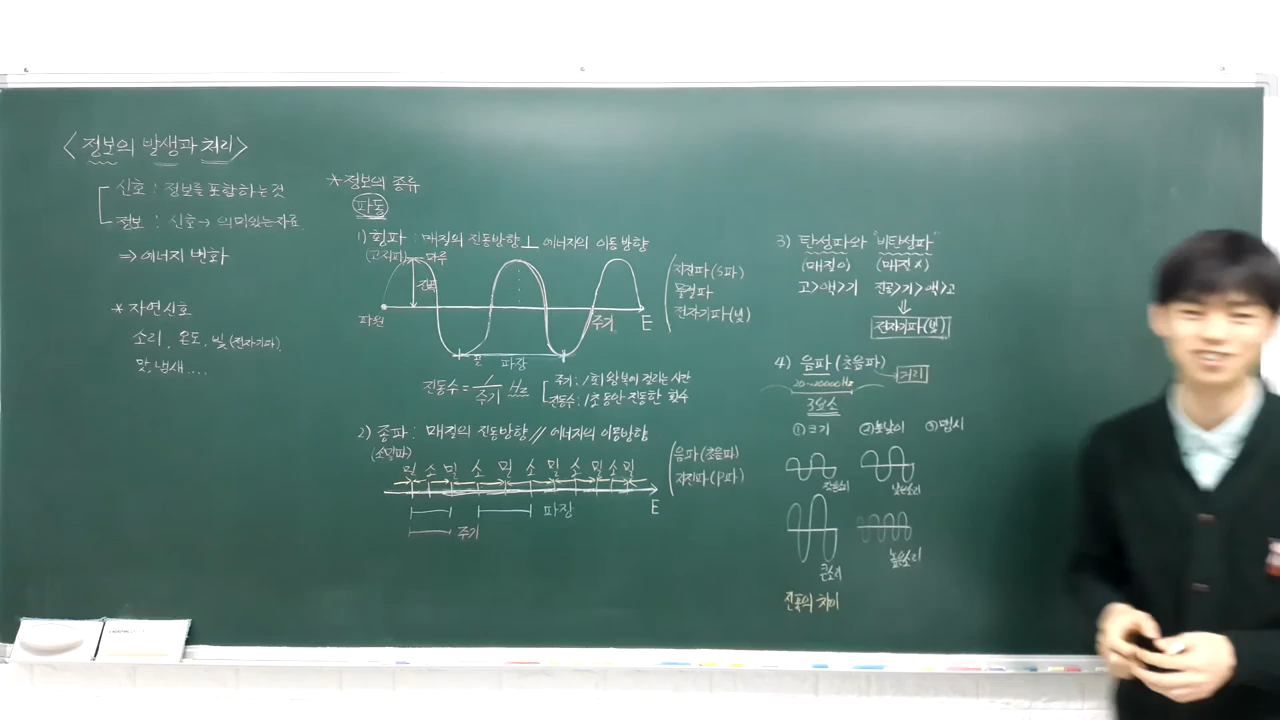 <정보의 발생과 처리>
신호 : 정보를 포함하는 것
정보 : 신호 → 의미있는 자료
⇒ 에너지 변화
* 자연신호
소리, 온도, 빛(전자기파)
맛, 냄새 ....
* 정보의 종류
파동
1) 횡파 : 매질의 진동방향 ⊥ 에너지의 이동방향
(고저파)
마루
진폭
파원
골
파장
주기
E
지진파(S파)
물결파
전자기파(빛)
진동수 = 1/주기 Hz
주기 : 1회 왕복에 걸리는 시간
진동수 : 1초 동안 진동한 횟수
2) 종파 : 매질의 진동방향 // 에너지의 이동방향
(소밀파)
밀 소 밀 소 밀 소 밀 소 밀 소 밀
E
파장
주기
음파(초음파)
지진파(P파)
3) 탄성파와 "비탄성파"
(매질O) (매질X)
고>액>기 진공>기>액>고
전자기파(빛)
4) 음파(초음파)
20~20000Hz
거리
3요소
①크기 ②높낮이 ③맵시
작은소리
낮은소리
큰소리
높은소리
진폭의 차이